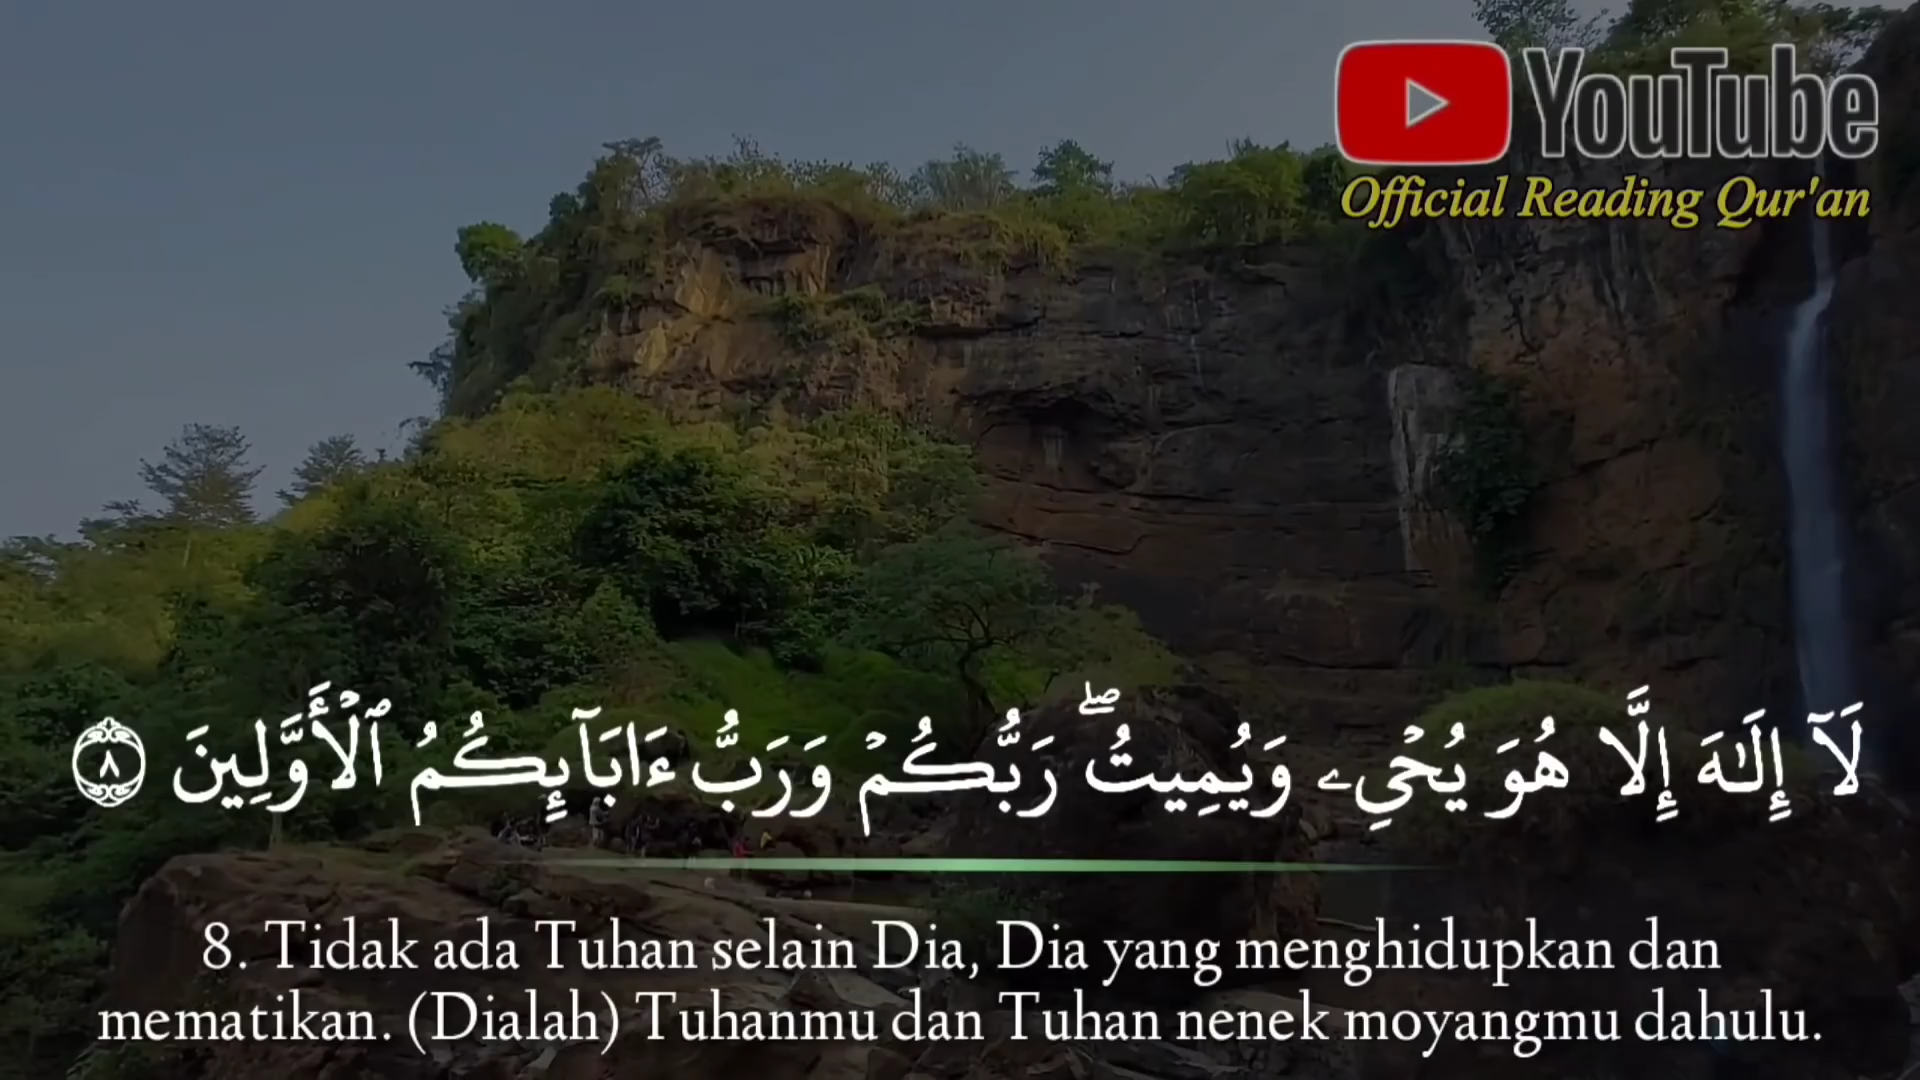 YouTube
Official Reading Qur'an
لَآ إِلَـٰهَ إِلَّا هُوَ يُحْىِۦ وَيُمِيتُ ۖ رَبُّكُمْ وَرَبُّ ءَابَآئِكُمُ ٱلْأَوَّلِينَ ٨
8. Tidak ada Tuhan selain Dia, Dia yang menghidupkan dan
mematikan. (Dialah) Tuhanmu dan Tuhan nenek moyangmu dahulu.